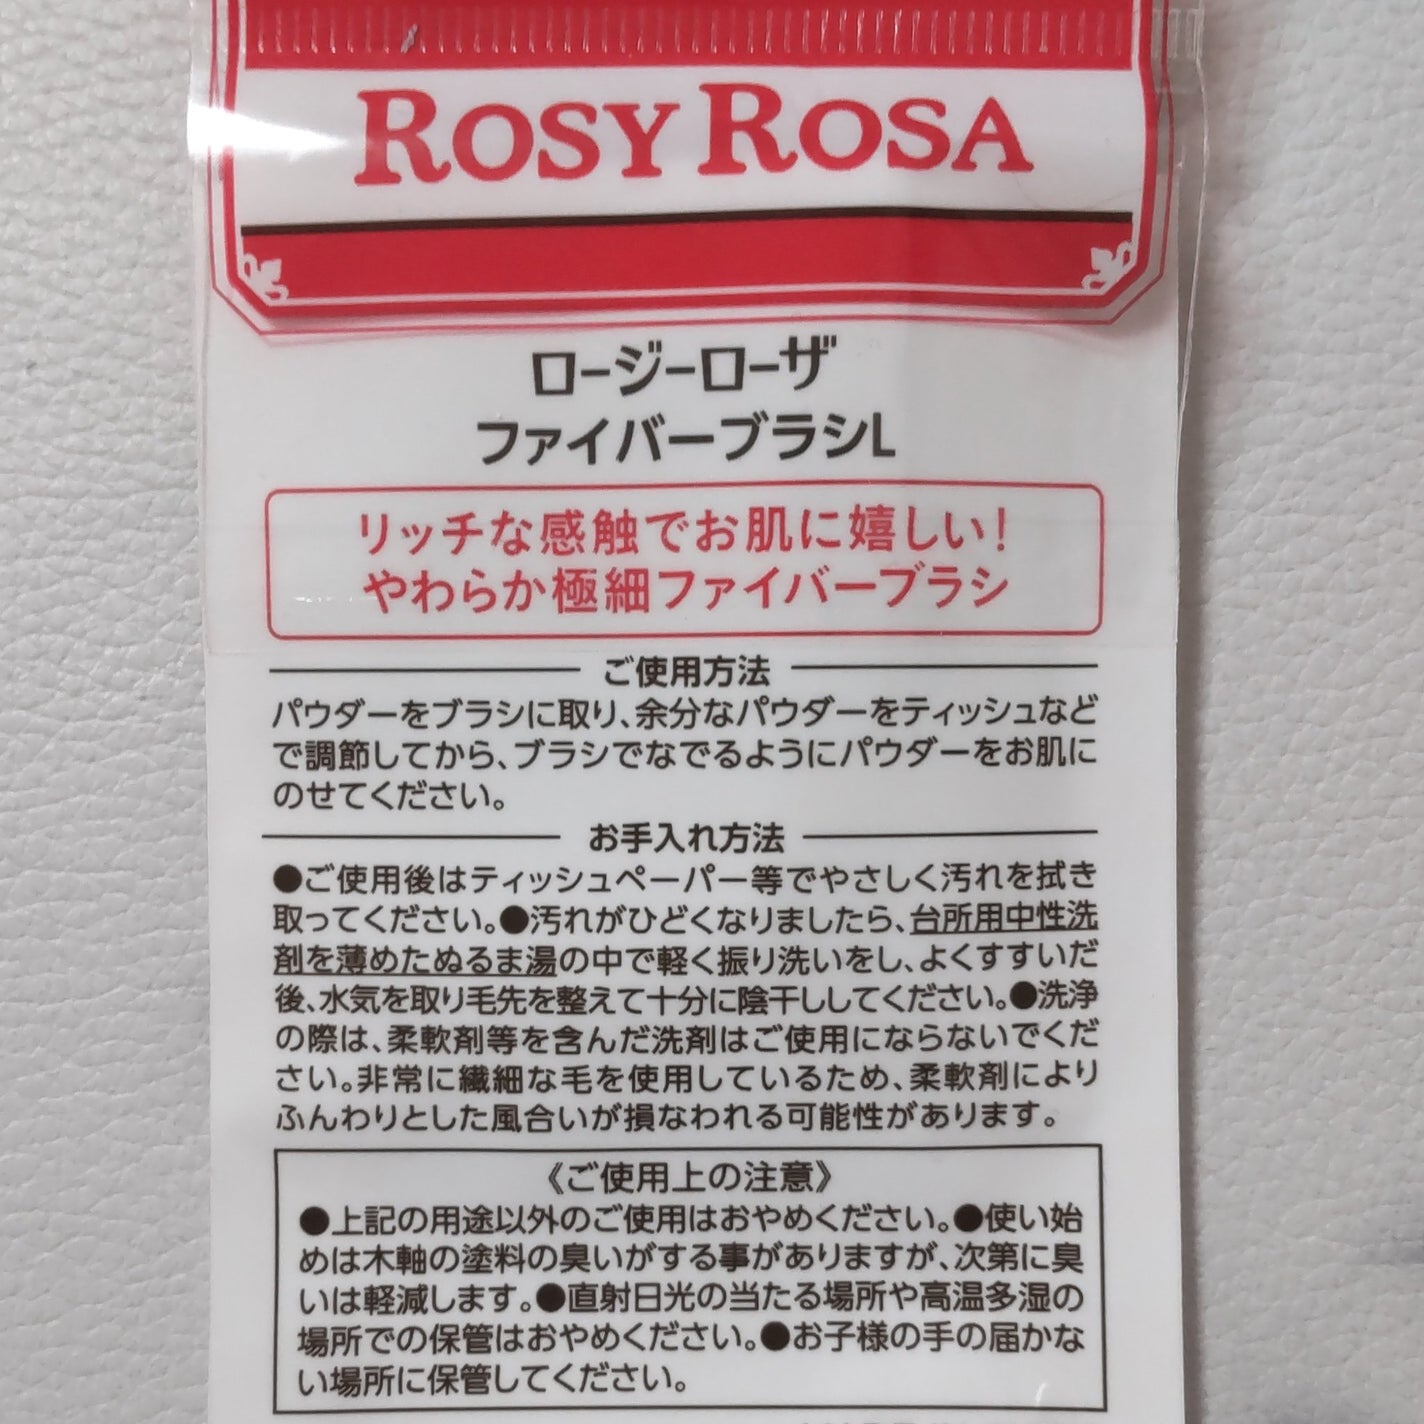 ROSY ROSA
ロージーローザ
ファイバーブラシL
リッチな感触でお肌に嬉しい!
やわらか極細ファイバーブラシ
ご使用方法
パウダーをブラシに取り、余分なパウダーをティッシュなど
で調節してから、ブラシでなでるようにパウダーをお肌に
のせてください。
お手入れ方法
●ご使用後はティッシュペーパー等でやさしく汚れを拭き
取ってください。●汚れがひどくなりましたら、台所用中性洗
剤を薄めたぬるま湯の中で軽く振り洗いをし、よくすすいだ
後、水気を取り毛先を整えて十分に陰干ししてください。●洗浄
の際は、柔軟剤等を含んだ洗剤はご使用にならないでくだ
さい。非常に繊細な毛を使用しているため、柔軟剤により
ふんわりとした風合いが損なわれる可能性があります。
《ご使用上の注意》
●上記の用途以外のご使用はおやめください。●使い始
めは木軸の塗料の臭いがする事がありますが、次第に臭
いは軽減します。●直射日光の当たる場所や高温多湿の
場所での保管はおやめください。●お子様の手の届かな
い場所に保管してください。